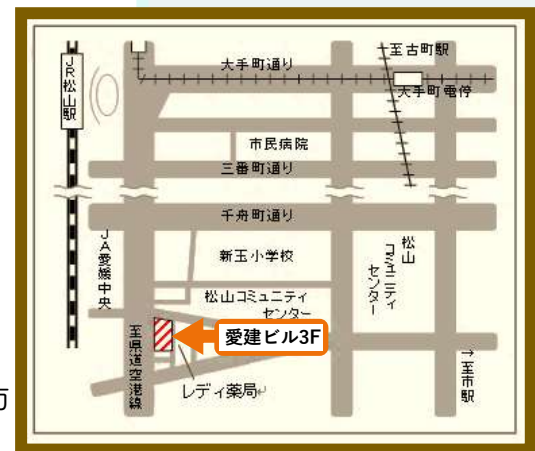 至古町駅
大手町通り
大手町電停
JR松山駅
市民病院
三番町通り
千舟町通り
JA愛媛中央
新玉小学校
松山
コミュニティ
センター
松山コミュニティ
センター
愛建ビル3F
至県道空港線
レディ薬局
→至市駅